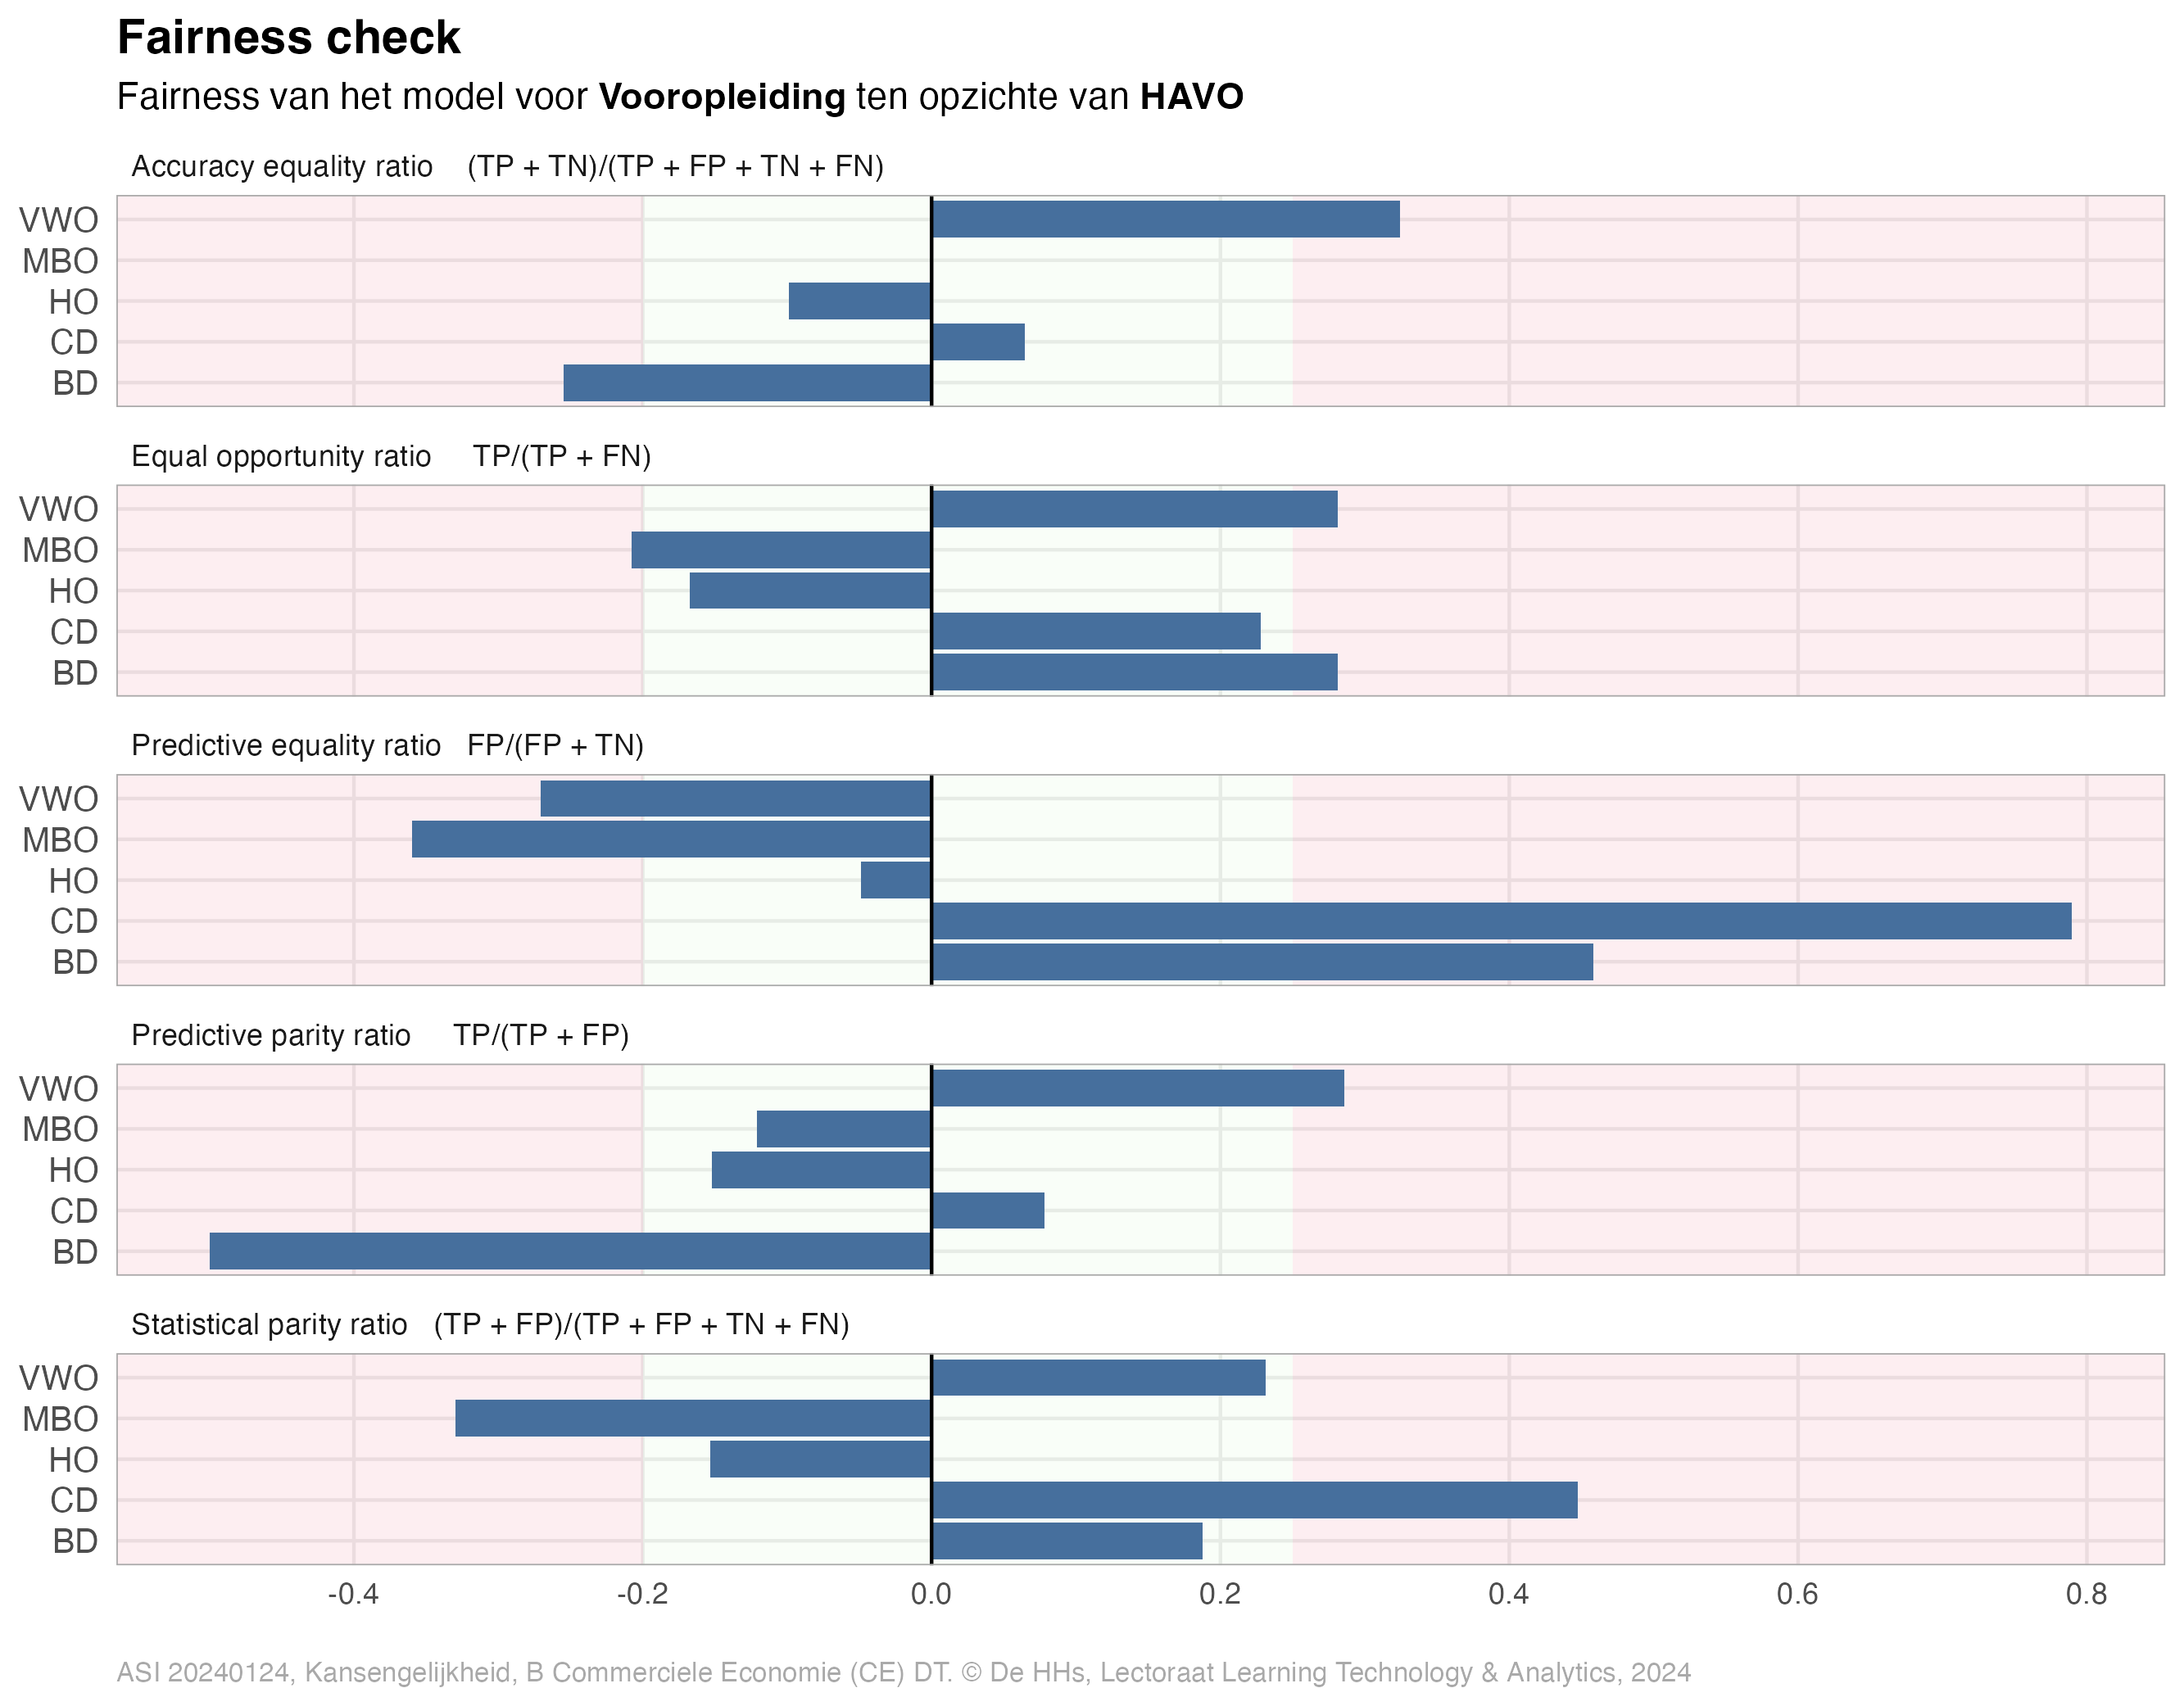 Fairness check
Fairness van het model voor Vooropleiding ten opzichte van HAVO
Accuracy equality ratio (TP + TN)/(TP + FP + TN + FN)
VWO
MBO
HO
CD
BD
Equal opportunity ratio TP/(TP + FN)
VWO
MBO
HO
CD
BD
Predictive equality ratio FP/(FP + TN)
VWO
MBO
HO
CD
BD
Predictive parity ratio TP/(TP + FP)
VWO
MBO
HO
CD
BD
Statistical parity ratio (TP + FP)/(TP + FP + TN + FN)
VWO
MBO
HO
CD
BD
-0.4 -0.2 0.0 0.2 0.4 0.6 0.8
ASI 20240124, Kansengelijkheid, B Commerciele Economie (CE) DT. © De HHs, Lectoraat Learning Technology & Analytics, 2024